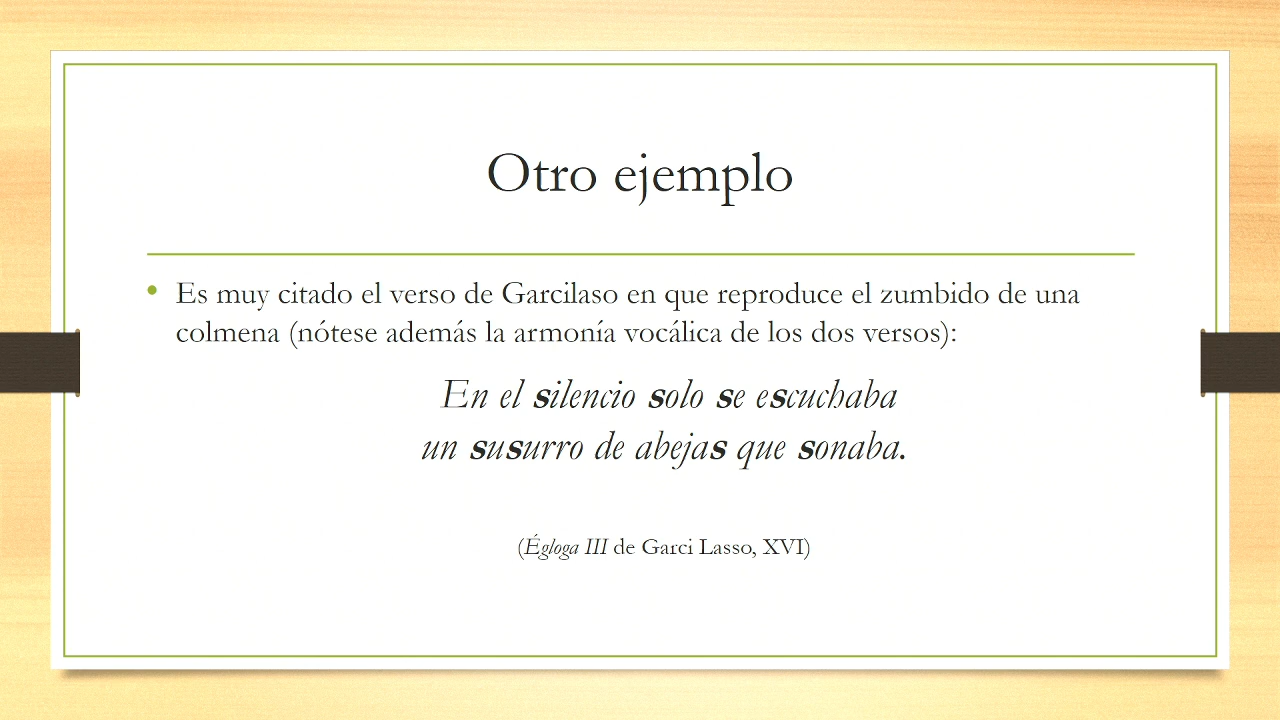 Otro ejemplo
• Es muy citado el verso de Garcilaso en que reproduce el zumbido de una
colmena (nótese además la armonía vocálica de los dos versos):
En el silencio solo se escuchaba
un susurro de abejas que sonaba.
(Égloga III de Garci Lasso, XVI)